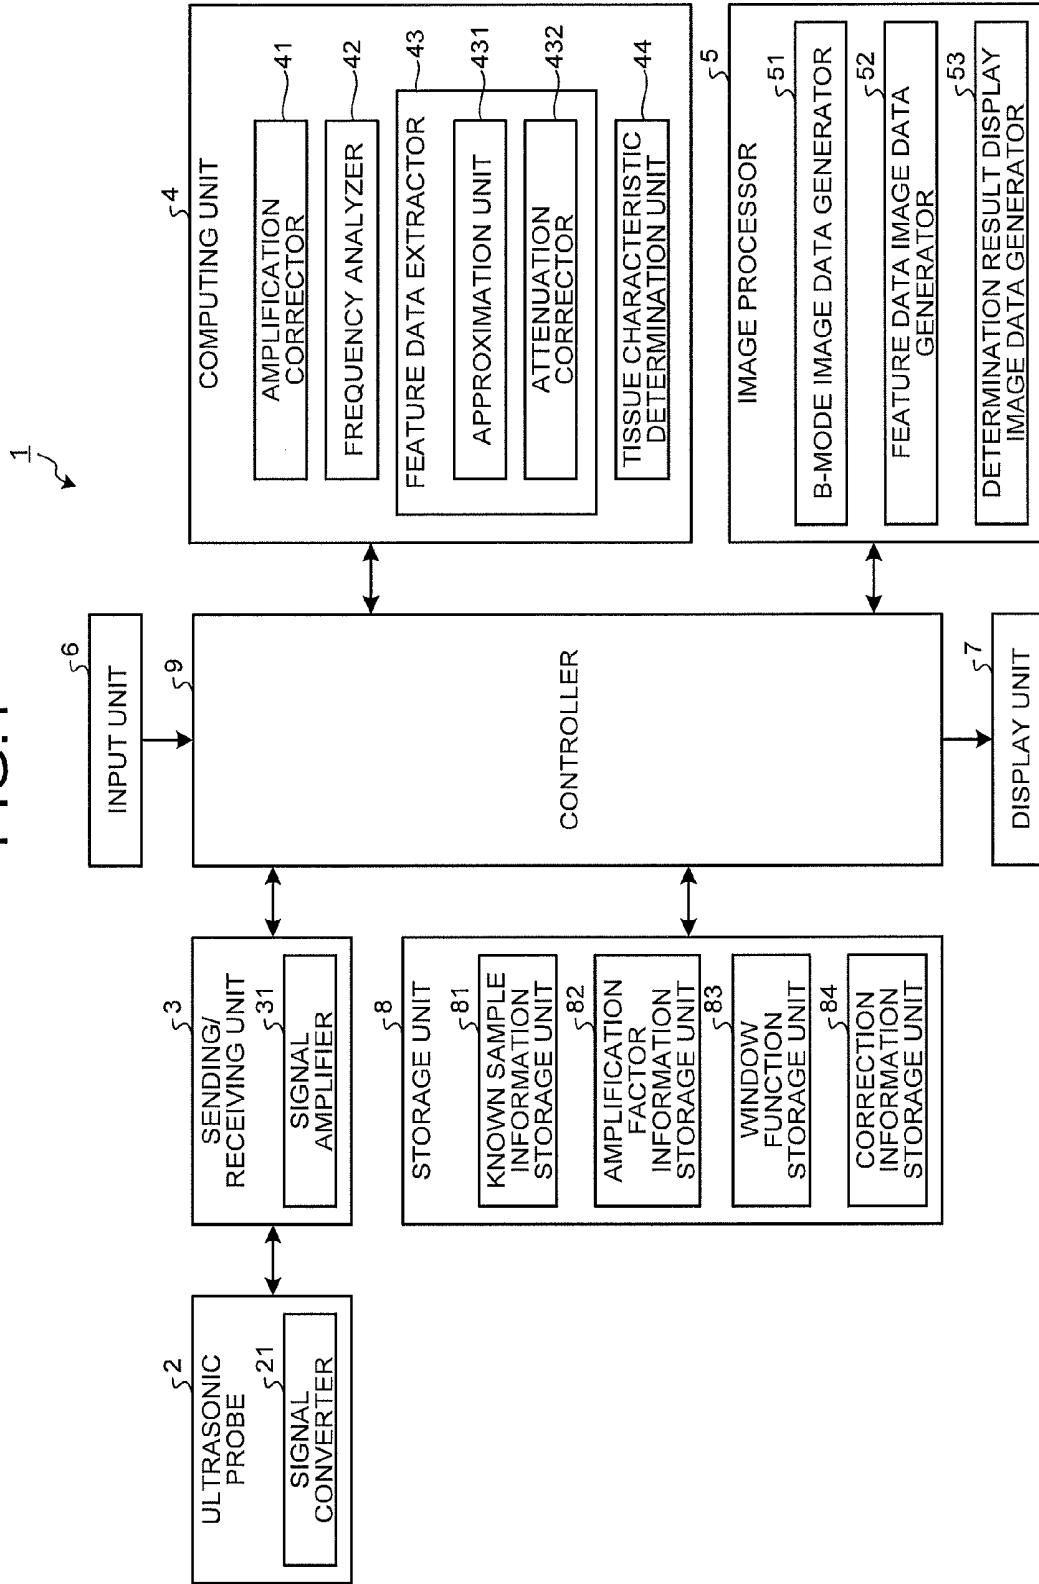 1
2
ULTRASONIC
PROBE
21
SIGNAL
CONVERTER
3
SENDING/
RECEIVING UNIT
31
SIGNAL
AMPLIFIER
8
STORAGE UNIT
81
KNOWN SAMPLE
INFORMATION
STORAGE UNIT
82
AMPLIFICATION
FACTOR
INFORMATION
STORAGE UNIT
83
WINDOW
FUNCTION
STORAGE UNIT
84
CORRECTION
INFORMATION
STORAGE UNIT
6
INPUT UNIT
9
CONTROLLER
7
DISPLAY UNIT
4
COMPUTING UNIT
AMPLIFICATION
CORRECTOR
41
FREQUENCY ANALYZER
42
FEATURE DATA EXTRACTOR
43
APPROXIMATION UNIT
431
ATTENUATION
CORRECTOR
432
TISSUE CHARACTERISTIC
DETERMINATION UNIT
44
5
IMAGE PROCESSOR
51
B-MODE IMAGE DATA GENERATOR
52
FEATURE DATA IMAGE DATA
GENERATOR
53
DETERMINATION RESULT DISPLAY
IMAGE DATA GENERATOR